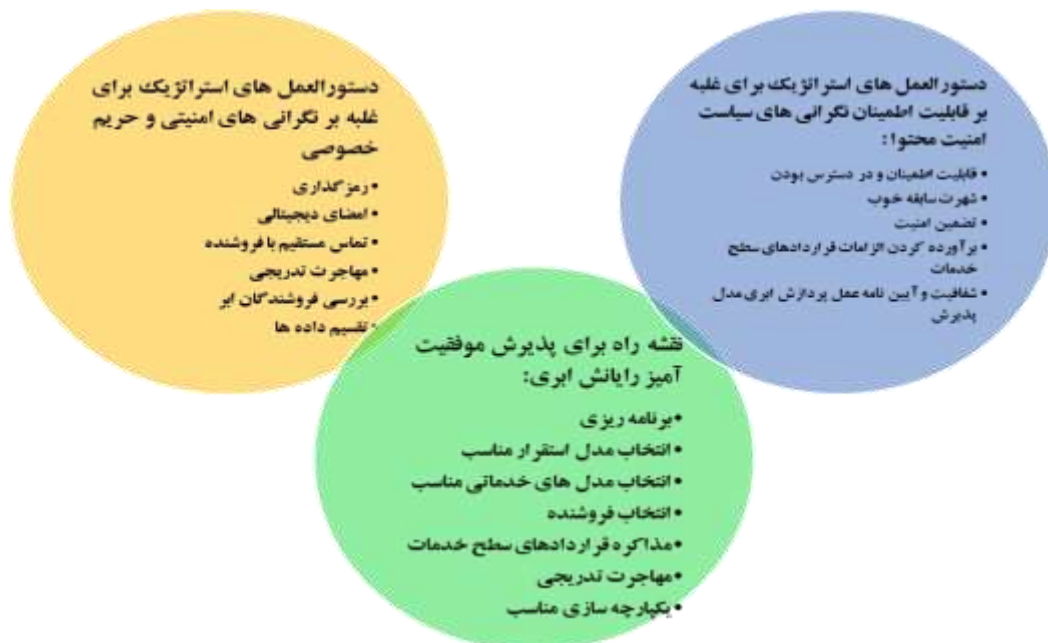 دستورالعمل های استراتژیک برای غلبه
بر قابلیت اطمینان نگرانی های سیاست
امنیت محتوا:
•قابلیت اطمینان و در دسترس بودن
•شهرت سابقه خوب
•تضمین امنیت
•برآورده کردن الزامات قراردادهای سطح
خدمات
•شفافیت و آیین نامه عمل پردازش ابری مدل
پذیرش
دستورالعمل های استراتژیک برای
غلبه بر نگرانی های امنیتی و حریم
خصوصی
•رمزگذاری
•امضای دیجیتالی
•تماس مستقیم با فروشنده
•مهاجرت تدریجی
•بررسی فروشندگان ابر
•تقسیم داده ها
نقشه راه برای پذیرش موفقیت
آمیز رایانش ابری:
•برنامه ریزی
•انتخاب مدل استقرار مناسب
•انتخاب مدل های خدماتی مناسب
•انتخاب فروشنده
•مذاکره قراردادهای سطح خدمات
•مهاجرت تدریجی
•یکپارچه سازی مناسب